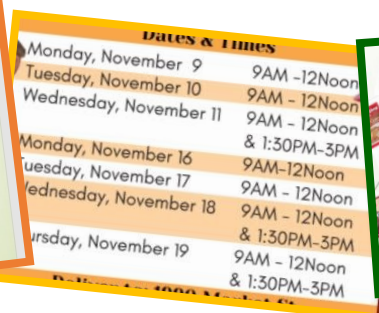 Dates & Times
Monday, November 9 9AM -12Noon
Tuesday, November 10 9AM - 12Noon
Wednesday, November 11 9AM - 12Noon
& 1:30PM-3PM
Monday, November 16 9AM-12Noon
Tuesday, November 17 9AM - 12Noon
Wednesday, November 18 9AM - 12Noon
& 1:30PM-3PM
ursday, November 19 9AM - 12Noon
& 1:30PM-3PM